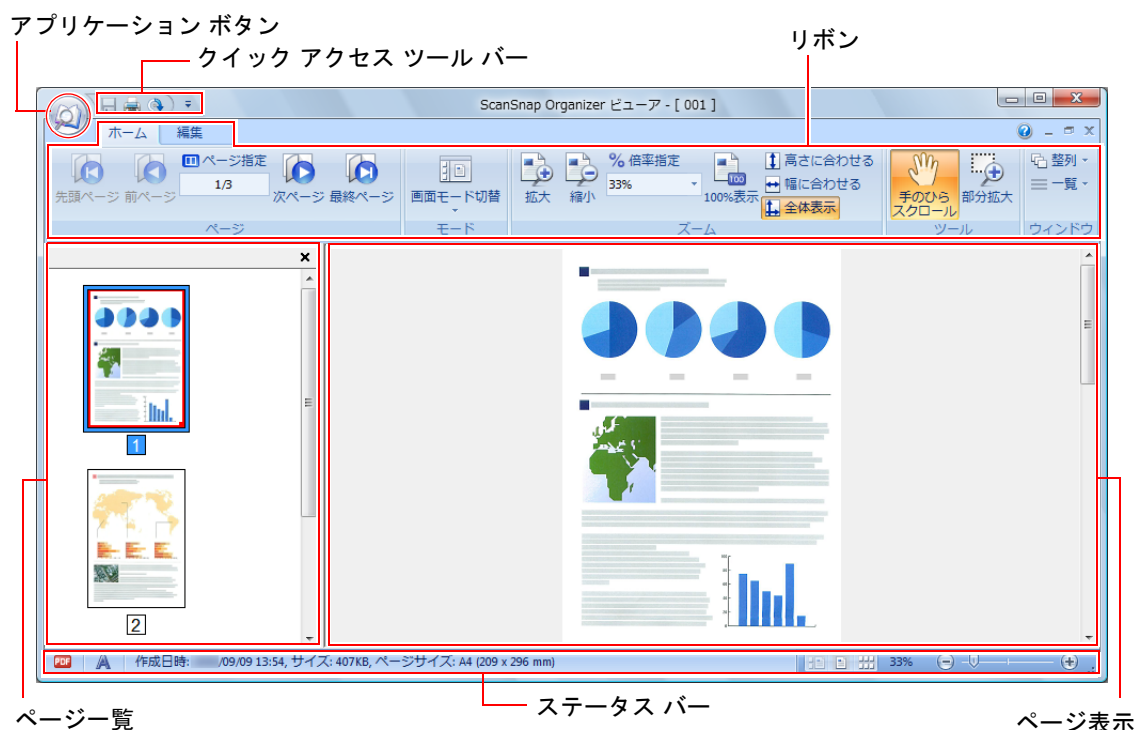 アプリケーション ボタン
クイック アクセス ツール バー
リボン
ScanSnap Organizer ビューア - [ 001 ]
ホーム 編集
先頭ページ 前ページ ページ指定 1/3 次ページ 最終ページ
ページ
画面モード切替
モード
拡大 縮小 % 倍率指定 33% 100 100%表示 高さに合わせる 幅に合わせる 全体表示
ズーム
手のひら
スクロール
部分拡大
ツール
整列
一覧
ウィンドウ
1
2
PDF A 作成日時: /09/09 13:54, サイズ: 407KB, ページサイズ: A4 (209 x 296 mm) 33%
ページ一覧
ステータス バー
ページ表示